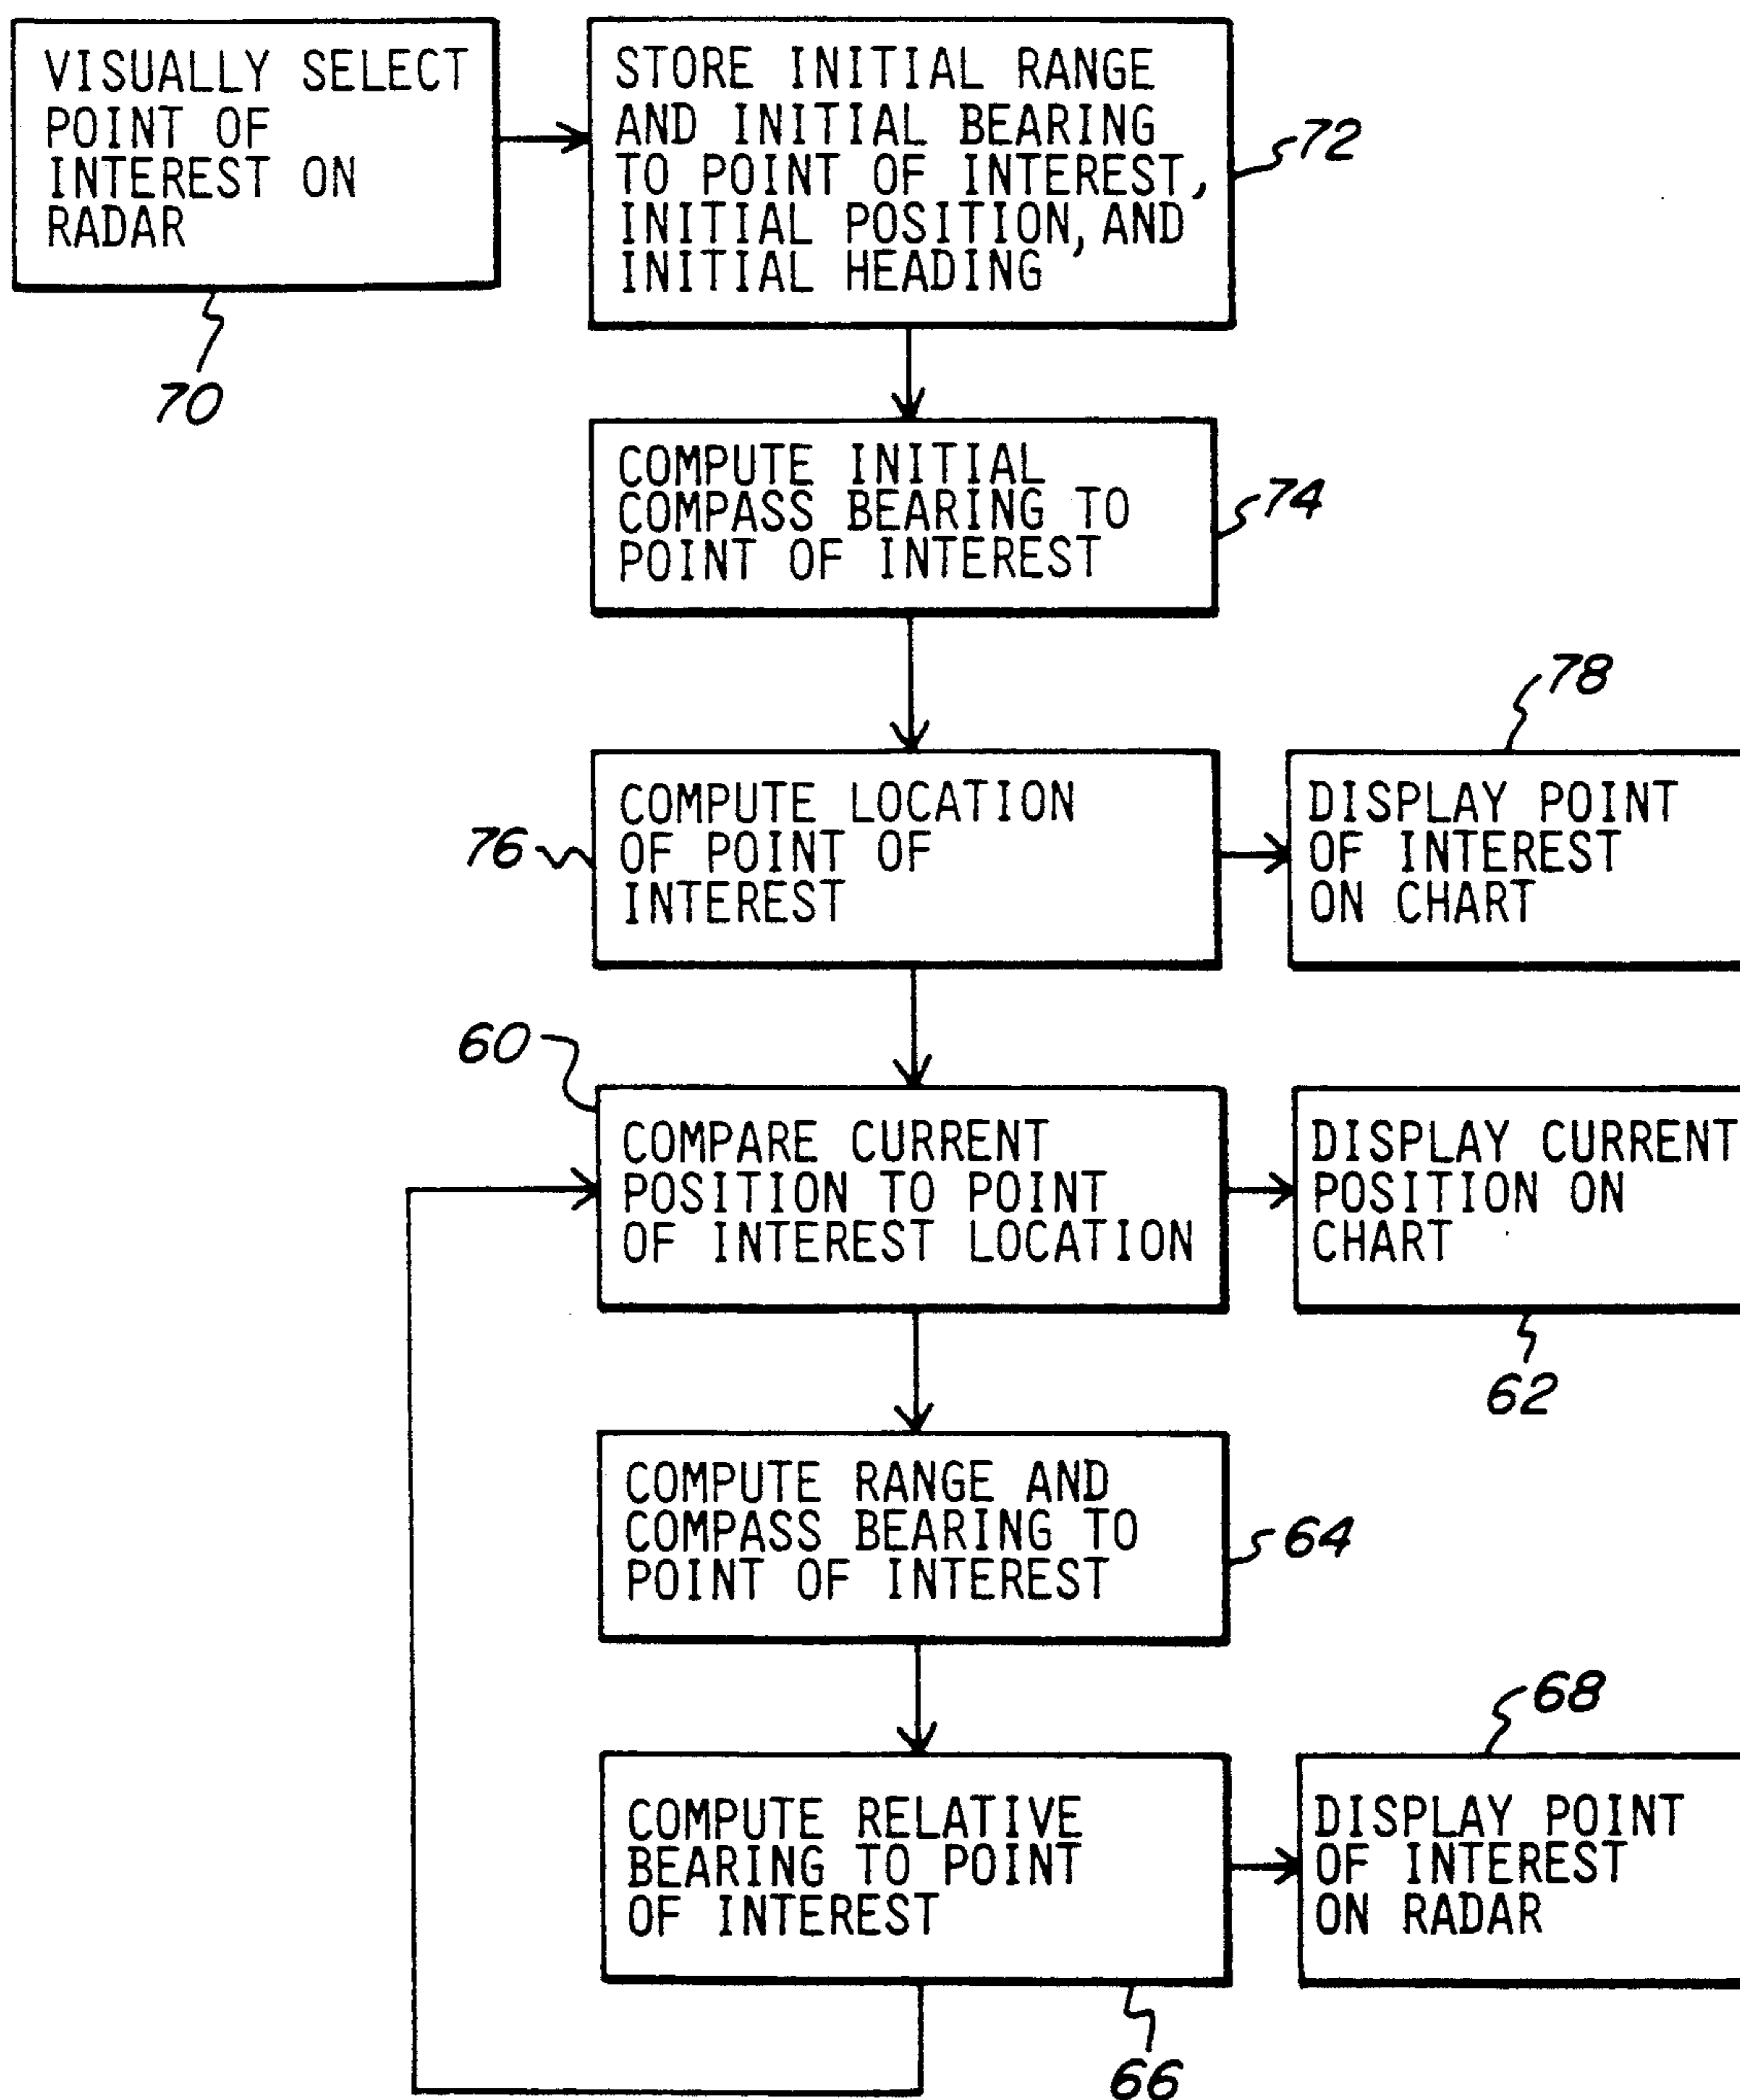 VISUALLY SELECT
POINT OF
INTEREST ON
RADAR
70
STORE INITIAL RANGE
AND INITIAL BEARING
TO POINT OF INTEREST,
INITIAL POSITION, AND
INITIAL HEADING
72
COMPUTE INITIAL
COMPASS BEARING TO
POINT OF INTEREST
74
76
COMPUTE LOCATION
OF POINT OF
INTEREST
78
DISPLAY POINT
OF INTEREST
ON CHART
60
COMPARE CURRENT
POSITION TO POINT
OF INTEREST LOCATION
DISPLAY CURRENT
POSITION ON
CHART
62
COMPUTE RANGE AND
COMPASS BEARING TO
POINT OF INTEREST
64
COMPUTE RELATIVE
BEARING TO POINT
OF INTEREST
66
68
DISPLAY POINT
OF INTEREST
ON RADAR